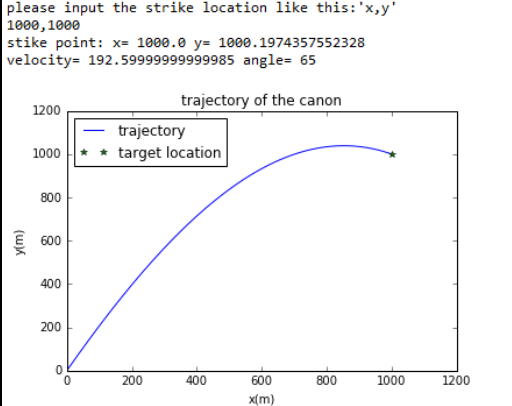 please input the strike location like this:'x,y'
1000,1000
stike point: x= 1000.0 y= 1000.1974357552328
velocity= 192.59999999999985 angle= 65
trajectory of the canon
trajectory
target location
1200
1000
800
600
400
200
0
y(m)
0 200 400 600 800 1000 1200
x(m)